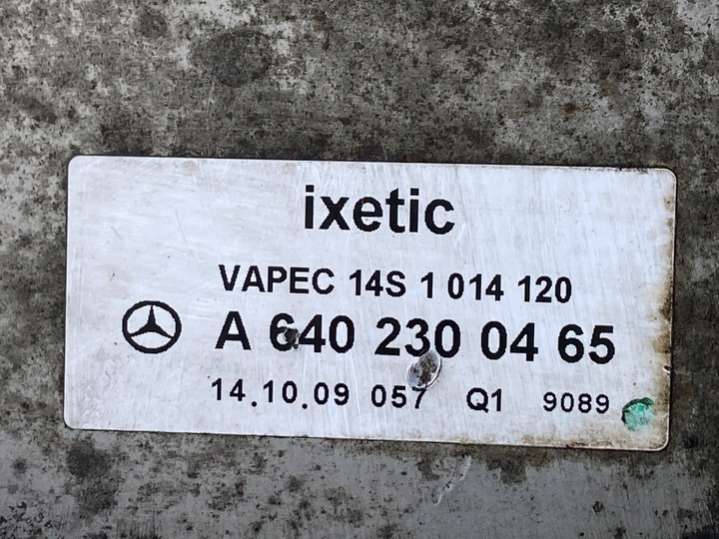 ixetic
VAPEC 14S 1 014 120
A 640 230 04 65
14.10.09 057 Q1 9089